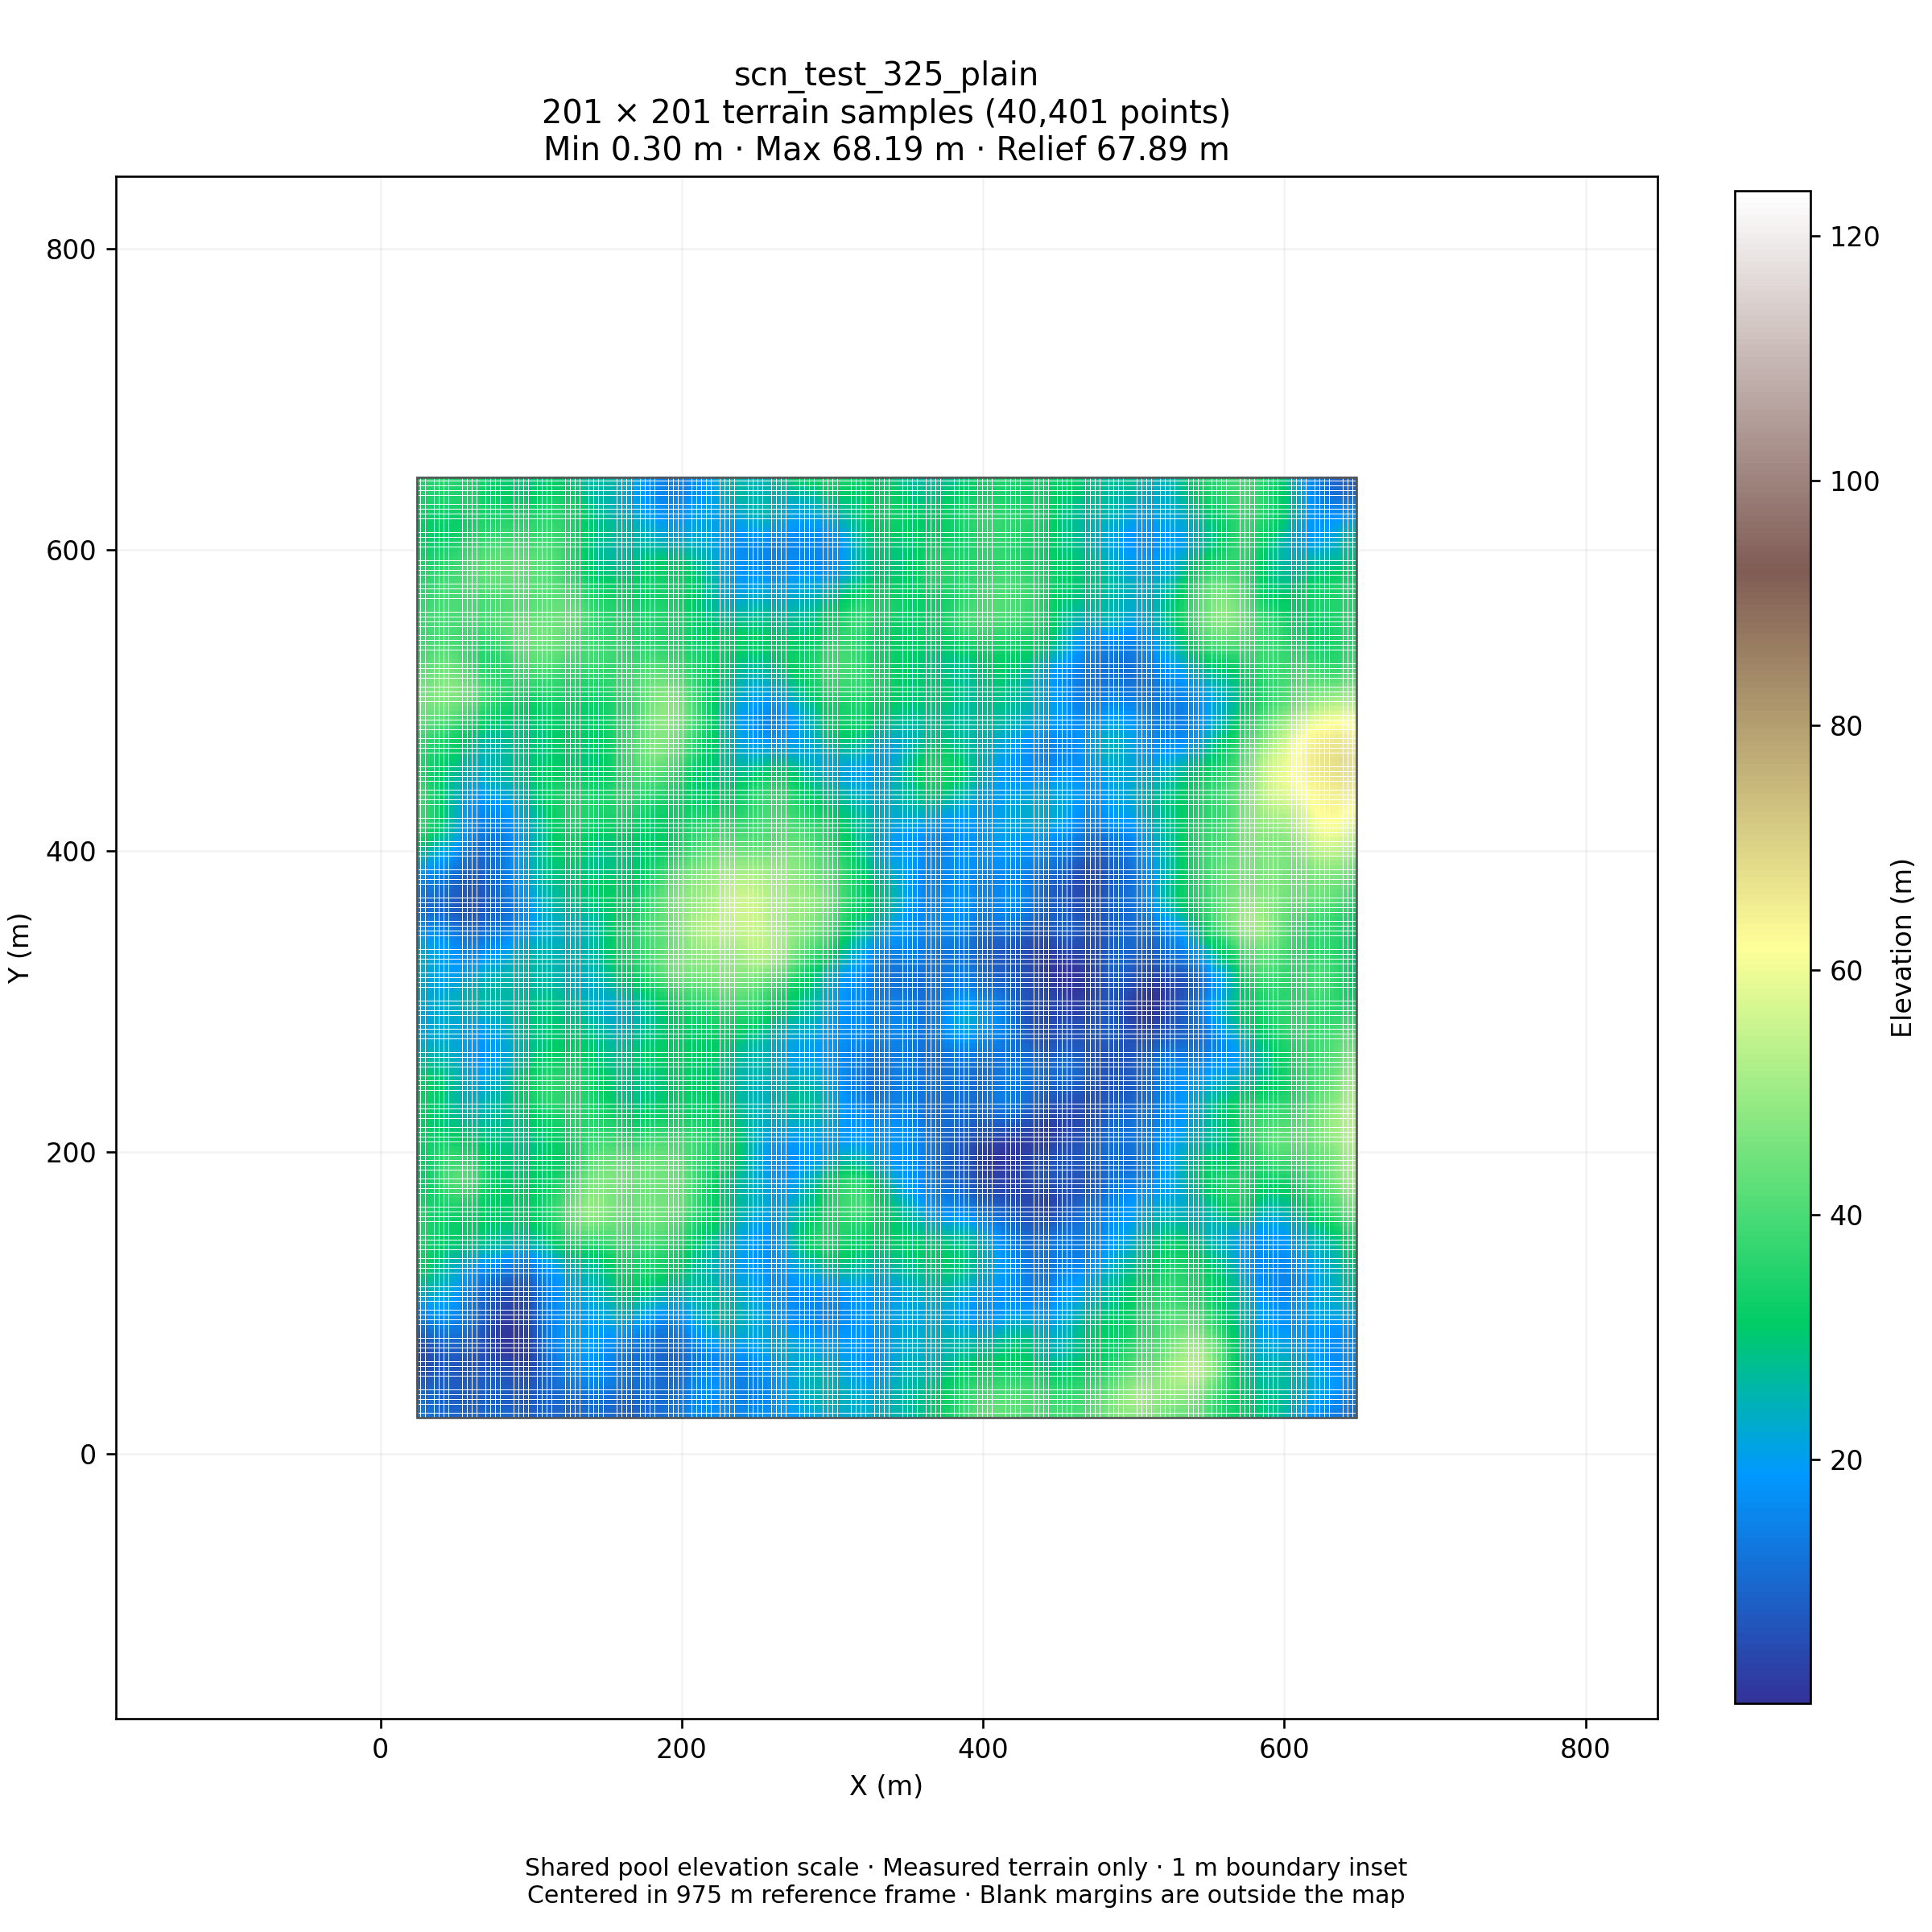 scn_test_325_plain
201 × 201 terrain samples (40,401 points)
Min 0.30 m · Max 68.19 m · Relief 67.89 m
800
600
400
200
0
Y (m)
0
200
400
600
800
X (m)
120
100
80
60
40
20
Elevation (m)
Shared pool elevation scale · Measured terrain only · 1 m boundary inset
Centered in 975 m reference frame · Blank margins are outside the map